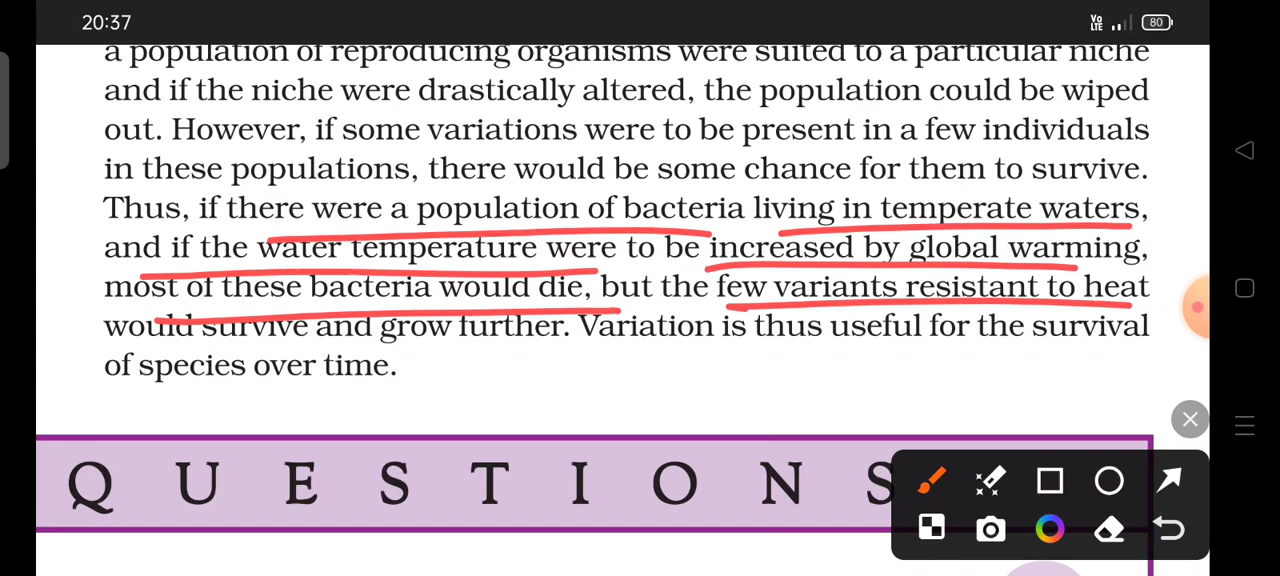 20:37
Vo LTE 80
a population of reproducing organisms were suited to a particular niche
and if the niche were drastically altered, the population could be wiped
out. However, if some variations were to be present in a few individuals
in these populations, there would be some chance for them to survive.
Thus, if there were a population of bacteria living in temperate waters,
and if the water temperature were to be increased by global warming,
most of these bacteria would die, but the few variants resistant to heat
would survive and grow further. Variation is thus useful for the survival
of species over time.
Q U E S T I O N S